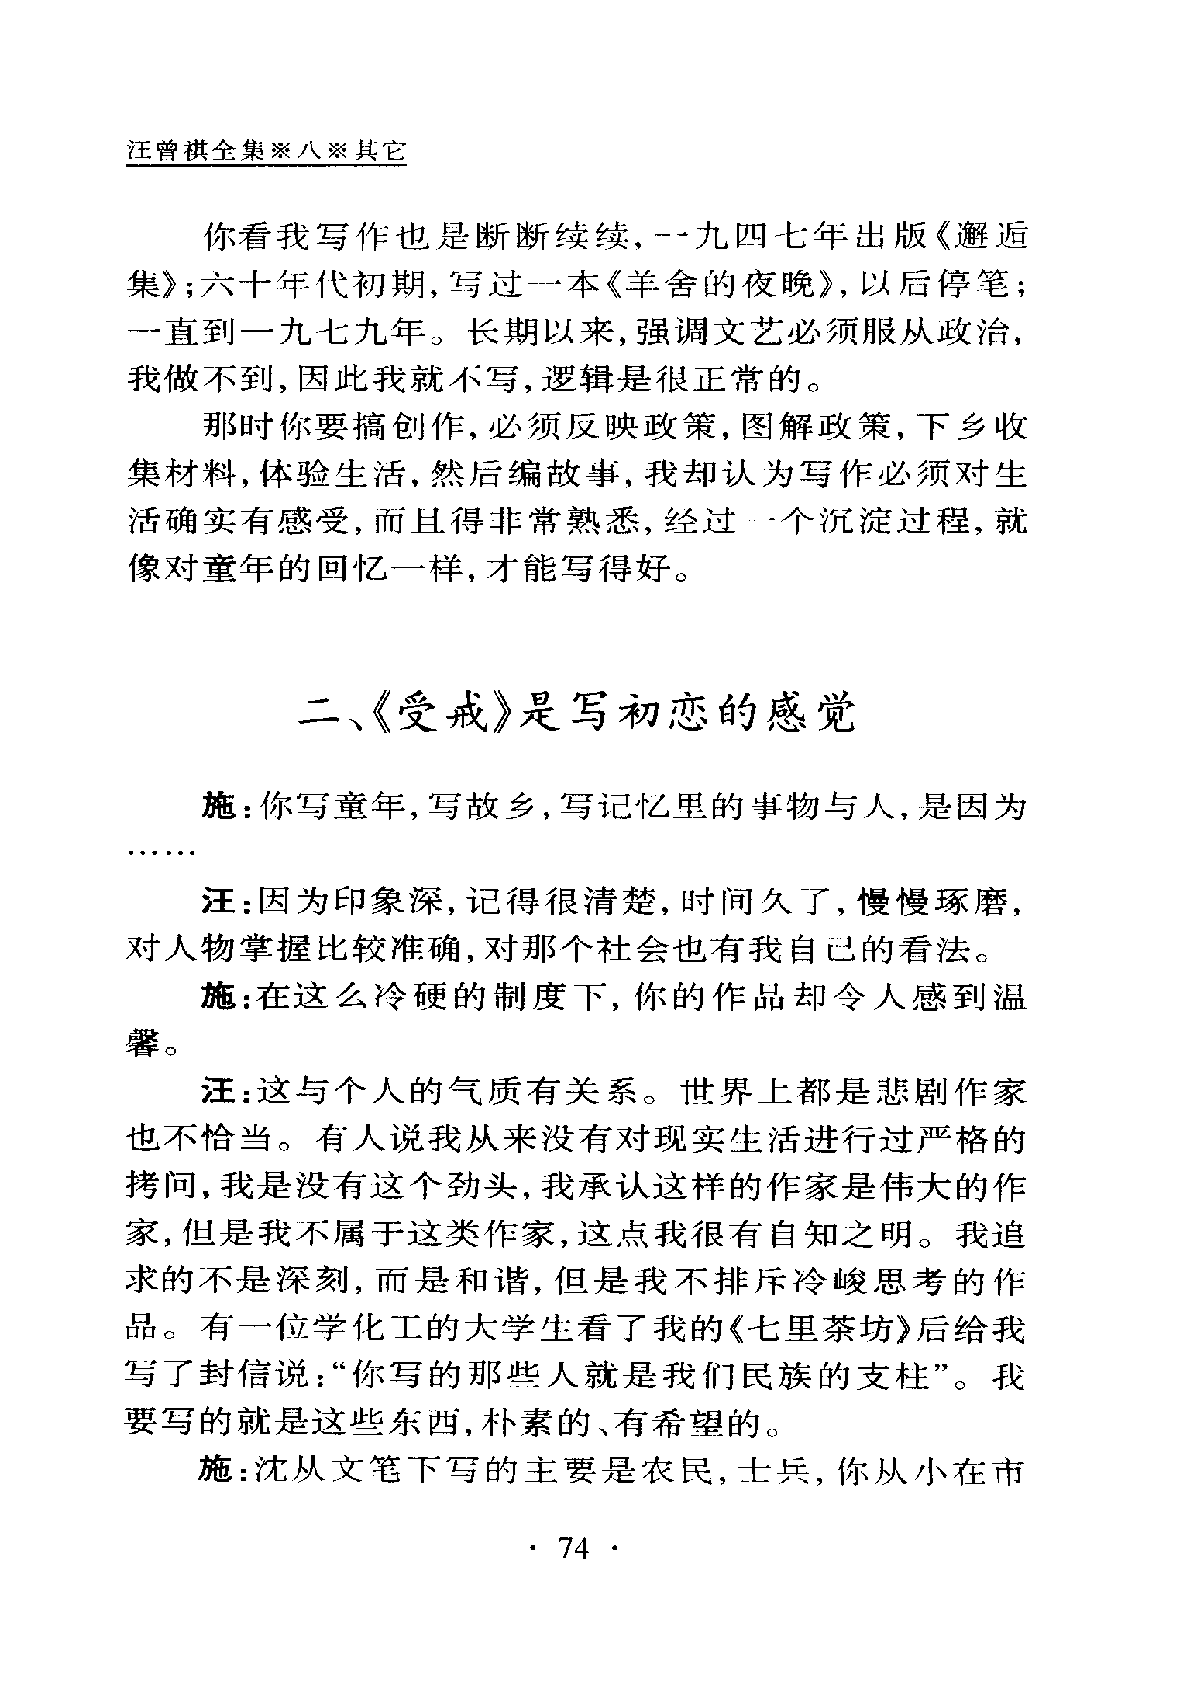 汪曾祺全集※八※其它
你看我写作也是断断续续,一九四七年出版《邂逅
集》;六十年代初期,写过一本《羊舍的夜晚》,以后停笔;
一直到一九七九年。长期以来,强调文艺必须服从政治,
我做不到,因此我就不写,逻辑是很正常的。
那时你要搞创作,必须反映政策,图解政策,下乡收
集材料,体验生活,然后编故事,我却认为写作必须对生
活确实有感受,而且得非常熟悉,经过一个沉淀过程,就
像对童年的回忆一样,才能写得好。
二、《受戒》是写初恋的感觉
施:你写童年,写故乡,写记忆里的事物与人,是因为
……
汪:因为印象深,记得很清楚,时间久了,慢慢琢磨,
对人物掌握比较准确,对那个社会也有我自己的看法。
施:在这么冷硬的制度下,你的作品却令人感到温
馨。
汪:这与个人的气质有关系。世界上都是悲剧作家
也不恰当。有人说我从来没有对现实生活进行过严格的
拷问,我是没有这个劲头,我承认这样的作家是伟大的作
家,但是我不属于这类作家,这点我很有自知之明。我追
求的不是深刻,而是和谐,但是我不排斥冷峻思考的作
品。有一位学化工的大学生看了我的《七里茶坊》后给我
写了封信说:“你写的那些人就是我们民族的支柱”。我
要写的就是这些东西,朴素的、有希望的。
施:沈从文笔下写的主要是农民,士兵,你从小在市
· 74 ·